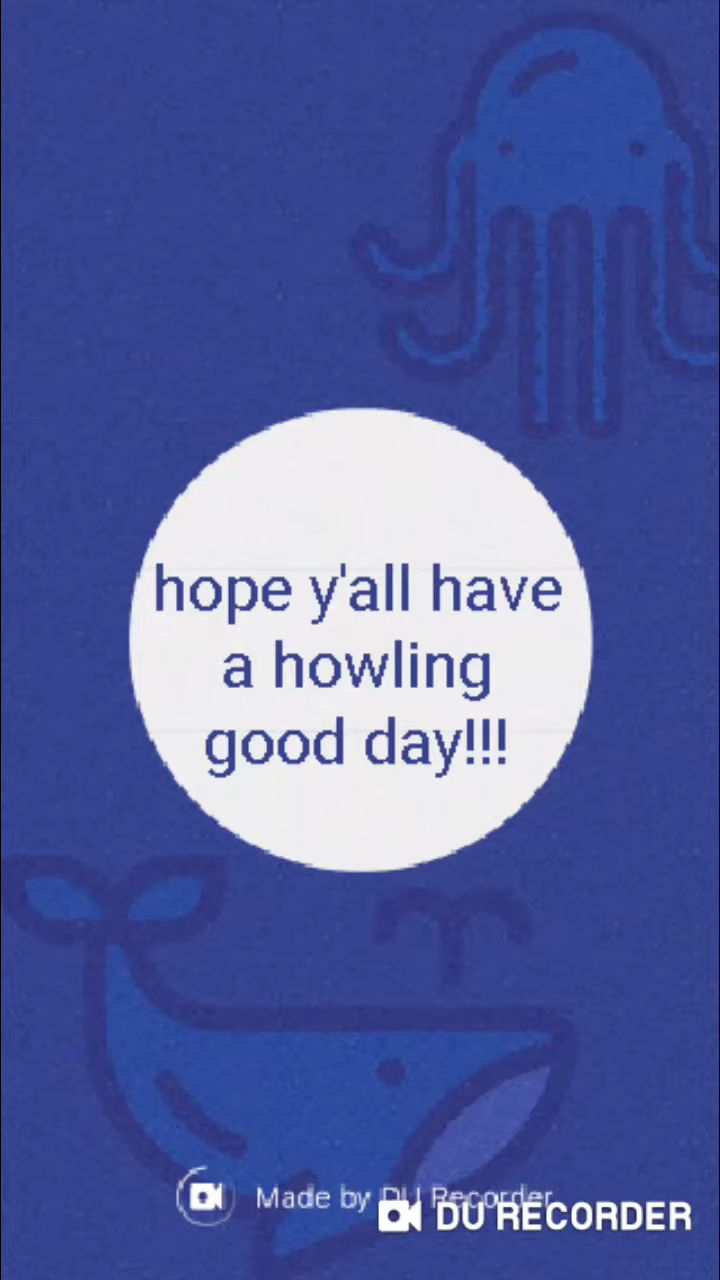 hope y'all have
a howling
good day!!!
Made by DU Recorder
DU RECORDER